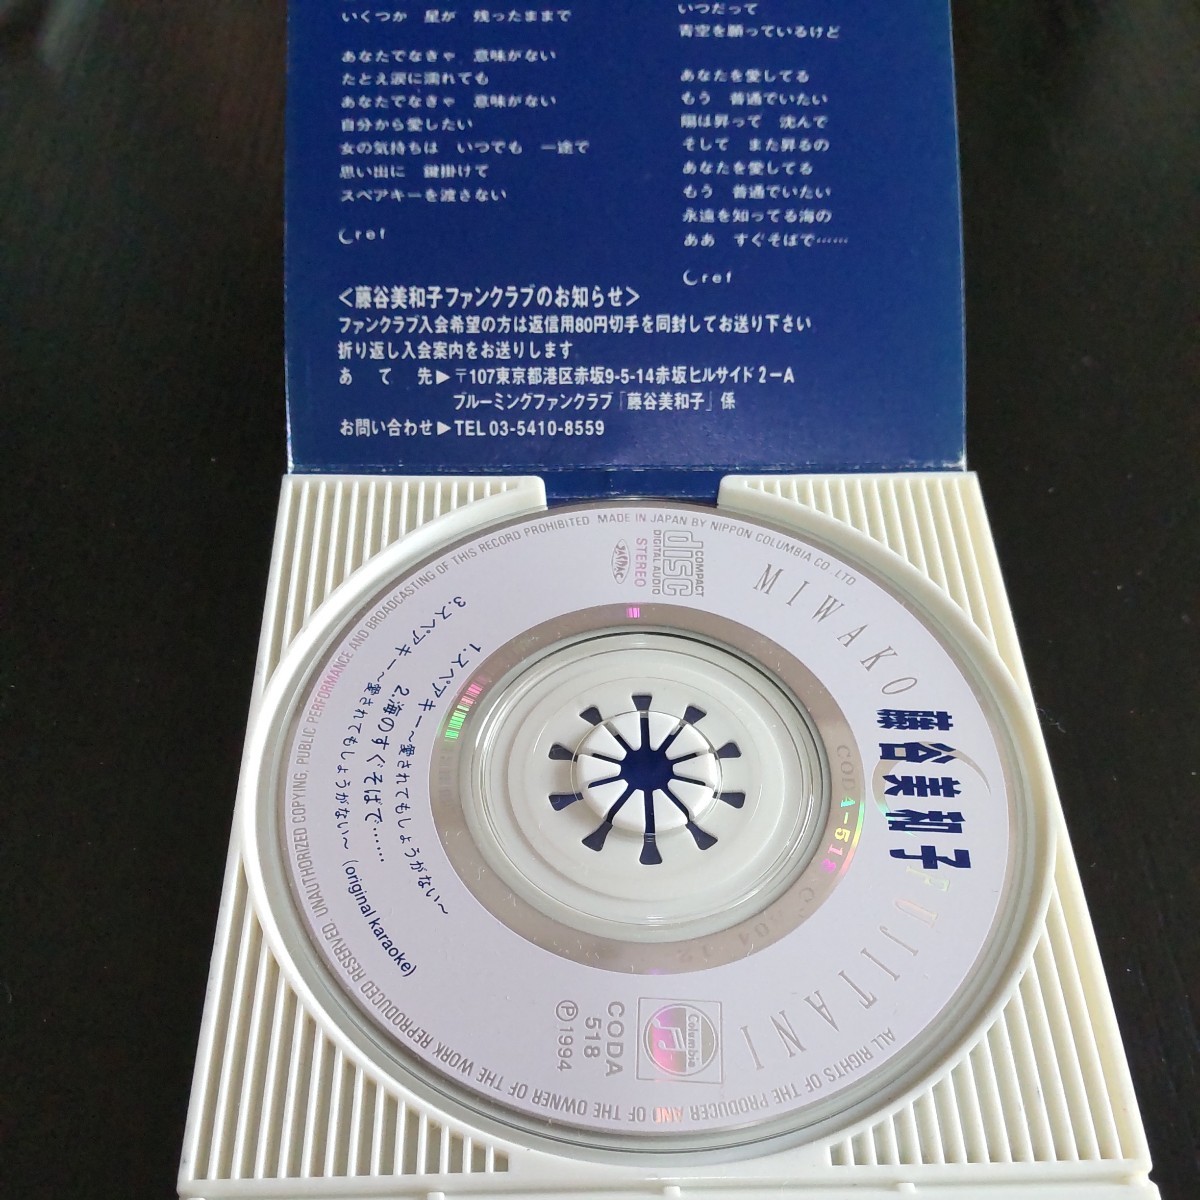 いくつか 星が 残ったままで
あなたでなきゃ 意味がない
たとえ涙に濡れても
あなたでなきゃ 意味がない
自分から愛したい
女の気持ちは いつでも 一途で
思い出に 鍵掛けて
スペアキーを渡さない
ref
いつだって
青空を願っているけど
あなたを愛してる
もう 普通でいたい
陽は昇って 沈んで
そして また昇るの
あなたを愛してる
もう 普通でいたい
永遠を知ってる海の
ああ すぐそばで……
ref
<藤谷美和子ファンクラブのお知らせ>
ファンクラブ入会希望の方は返信用80円切手を同封してお送り下さい
折り返し入会案内をお送りします
あて先▶〒107東京都港区赤坂9-5-14赤坂ヒルサイド2-A
ブルーミングファンクラブ「藤谷美和子」係
お問い合わせ▶TEL 03-5410-8559
MIWAKO FUJITANI
藤谷美和子
COMPACT
disc
DIGITAL AUDIO
STEREO
JASRAC
1.スペアキー〜愛されてもしょうがない〜
2.海のすぐそばで……
3.スペアキー〜愛されてもしょうがない〜 (original karaoke)
Columbia
CODA
518
Ⓟ1994
CODA-518
ALL RIGHTS OF THE PRODUCER AND OF THE OWNER OF THE WORK REPRODUCED RESERVED. UNAUTHORIZED COPYING, PUBLIC PERFORMANCE AND BROADCASTING OF THIS RECORD PROHIBITED MADE IN JAPAN BY NIPPON COLUMBIA CO., LTD